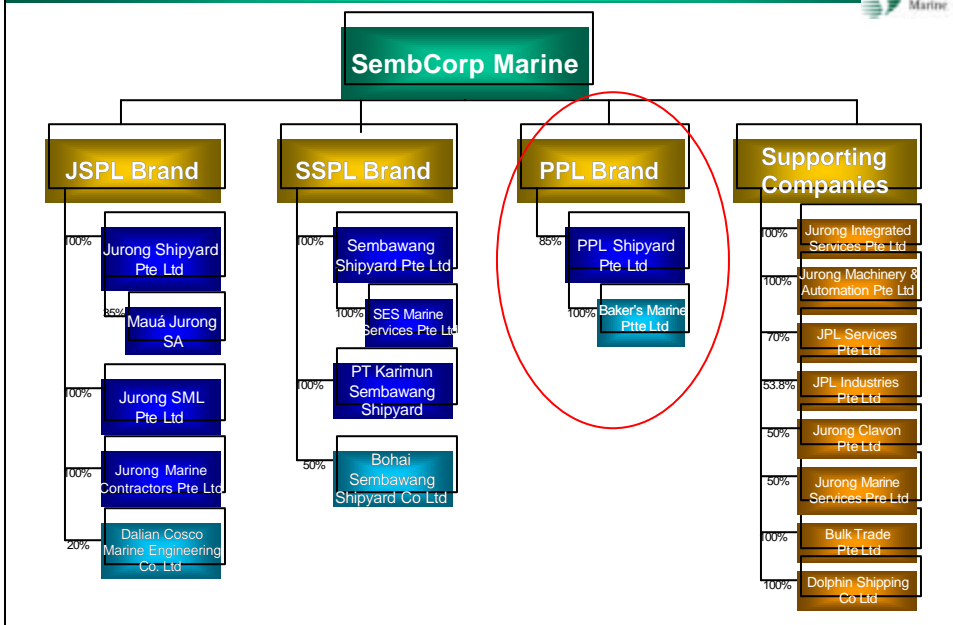 Marine
SembCorp Marine
JSPL Brand
100%
Jurong Shipyard
Pte Ltd
35%
Mauá Jurong
SA
100%
Jurong SML
Pte Ltd
100%
Jurong Marine
Contractors Pte Ltd
20%
Dalian Cosco
Marine Engineering
Co. Ltd
SSPL Brand
100%
Sembawang
Shipyard Pte Ltd
100%
SES Marine
Services Pte Ltd
100%
PT Karimun
Sembawang
Shipyard
50%
Bohai
Sembawang
Shipyard Co Ltd
PPL Brand
85%
PPL Shipyard
Pte Ltd
100%
Baker's Marine
Ptte Ltd
Supporting
Companies
100%
Jurong Integrated
Services Pte Ltd
100%
Jurong Machinery &
Automation Pte Ltd
70%
JPL Services
Pte Ltd
53.8%
JPL Industries
Pte Ltd
50%
Jurong Clavon
Pte Ltd
50%
Jurong Marine
Services Pre Ltd
100%
Bulk Trade
Pte Ltd
100%
Dolphin Shipping
Co Ltd